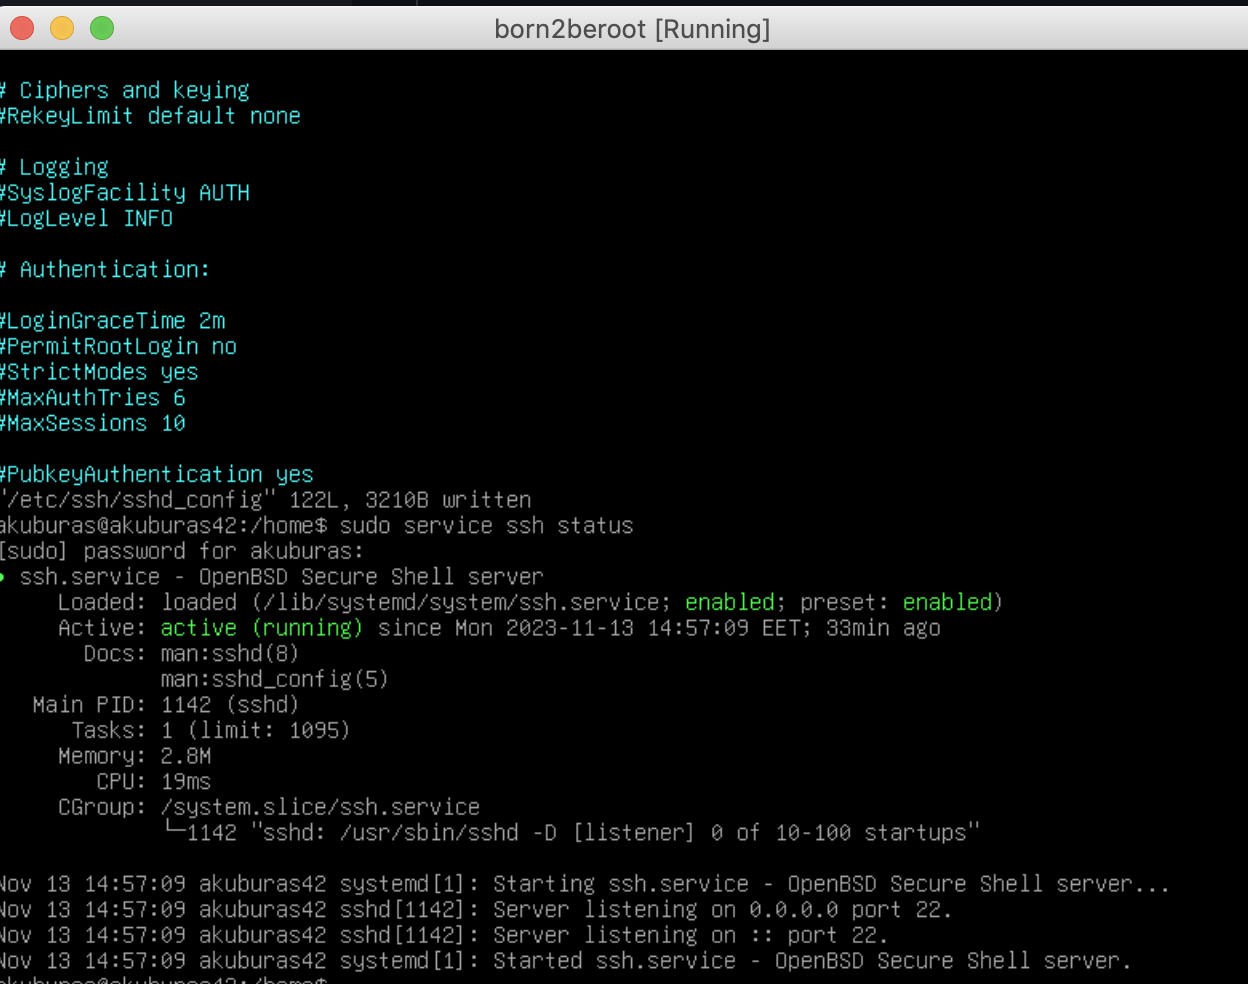 born2beroot [Running]
# Ciphers and keying
#RekeyLimit default none
# Logging
#SyslogFacility AUTH
#LogLevel INFO
# Authentication:
#LoginGraceTime 2m
#PermitRootLogin no
#StrictModes yes
#MaxAuthTries 6
#MaxSessions 10
#PubkeyAuthentication yes
"/etc/ssh/sshd_config" 122L, 3210B written
akuburas@akuburas42:/home$ sudo service ssh status
[sudo] password for akuburas:
● ssh.service - OpenBSD Secure Shell server
Loaded: loaded (/lib/systemd/system/ssh.service; enabled; preset: enabled)
Active: active (running) since Mon 2023-11-13 14:57:09 EET; 33min ago
Docs: man:sshd(8)
man:sshd_config(5)
Main PID: 1142 (sshd)
Tasks: 1 (limit: 1095)
Memory: 2.8M
CPU: 19ms
CGroup: /system.slice/ssh.service
└─1142 "sshd: /usr/sbin/sshd -D [listener] 0 of 10-100 startups"
Nov 13 14:57:09 akuburas42 systemd[1]: Starting ssh.service - OpenBSD Secure Shell server...
Nov 13 14:57:09 akuburas42 sshd[1142]: Server listening on 0.0.0.0 port 22.
Nov 13 14:57:09 akuburas42 sshd[1142]: Server listening on :: port 22.
Nov 13 14:57:09 akuburas42 systemd[1]: Started ssh.service - OpenBSD Secure Shell server.
akuburas@akuburas42:/home$